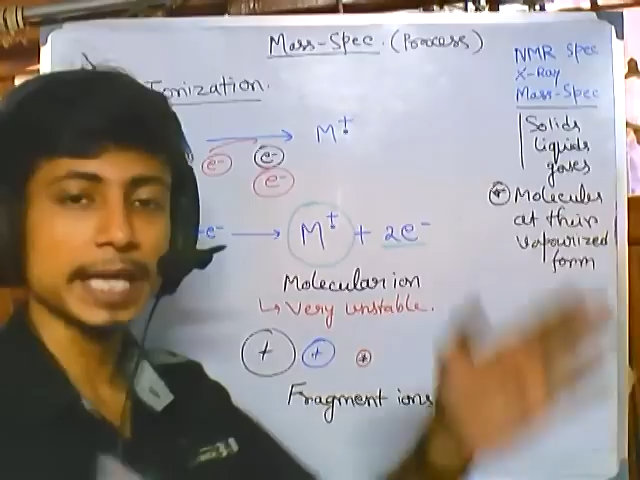 Mass-Spec. (Process)
Ionization.
M⁺̇
e⁻ e⁻
e⁻
e⁻ → M⁺̇ + 2e⁻
Molecular ion
↳ Very unstable.
+ + +
Fragment ions
NMR Spec
X-Ray
Mass-Spec
Solids
liquids
gases
+ Molecules
at their
vapourized
form